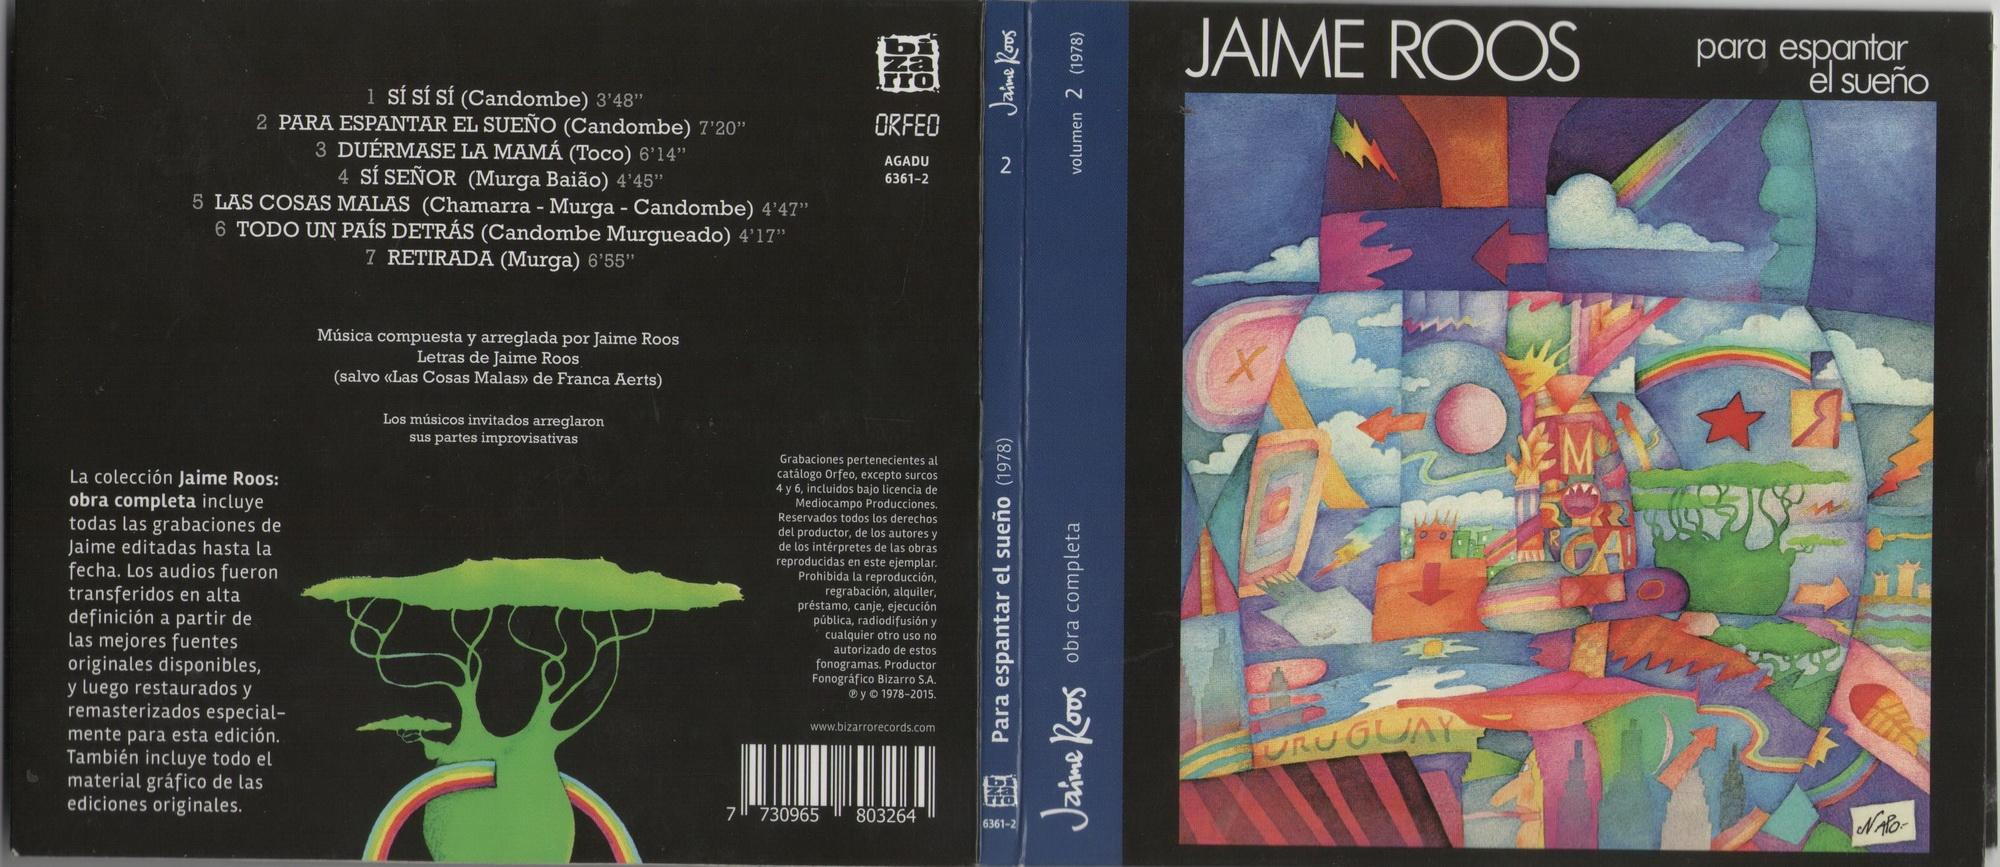 1 SÍ SÍ SÍ (Candombe) 3'48”
2 PARA ESPANTAR EL SUEÑO (Candombe) 7'20”
3 DUÉRMASE LA MAMÁ (Toco) 6'14”
4 SÍ SEÑOR (Murga Baião) 4'45”
5 LAS COSAS MALAS (Chamarra - Murga - Candombe) 4'47”
6 TODO UN PAÍS DETRÁS (Candombe Murgueado) 4'17”
7 RETIRADA (Murga) 6'55”
Música compuesta y arreglada por Jaime Roos
Letras de Jaime Roos
(salvo «Las Cosas Malas» de Franca Aerts)
Los músicos invitados arreglaron
sus partes improvisativas
La colección Jaime Roos:
obra completa incluye
todas las grabaciones de
Jaime editadas hasta la
fecha. Los audios fueron
transferidos en alta
definición a partir de
las mejores fuentes
originales disponibles,
y luego restaurados y
remasterizados especial-
mente para esta edición.
También incluye todo el
material gráfico de las
ediciones originales.
bi
za
rro
ORFEO
AGADU
6361-2
Grabaciones pertenecientes al
catálogo Orfeo, excepto surcos
4 y 6, incluidos bajo licencia de
Mediocampo Producciones.
Reservados todos los derechos
del productor, de los autores y
de los intérpretes de las obras
reproducidas en este ejemplar.
Prohibida la reproducción,
regrabación, alquiler,
préstamo, canje, ejecución
pública, radiodifusión y
cualquier otro uso no
autorizado de estos
fonogramas. Productor
Fonográfico Bizarro S.A.
℗ y © 1978-2015.
www.bizarrorecords.com
7 730965 803264
Jaime Roos
2
Para espantar el sueño (1978)
bizarro
6361-2
volumen 2 (1978)
obra completa
Jaime Roos
JAIME ROOS
para espantar
el sueño
X
Я
M
URUGUAY
NAPO.-